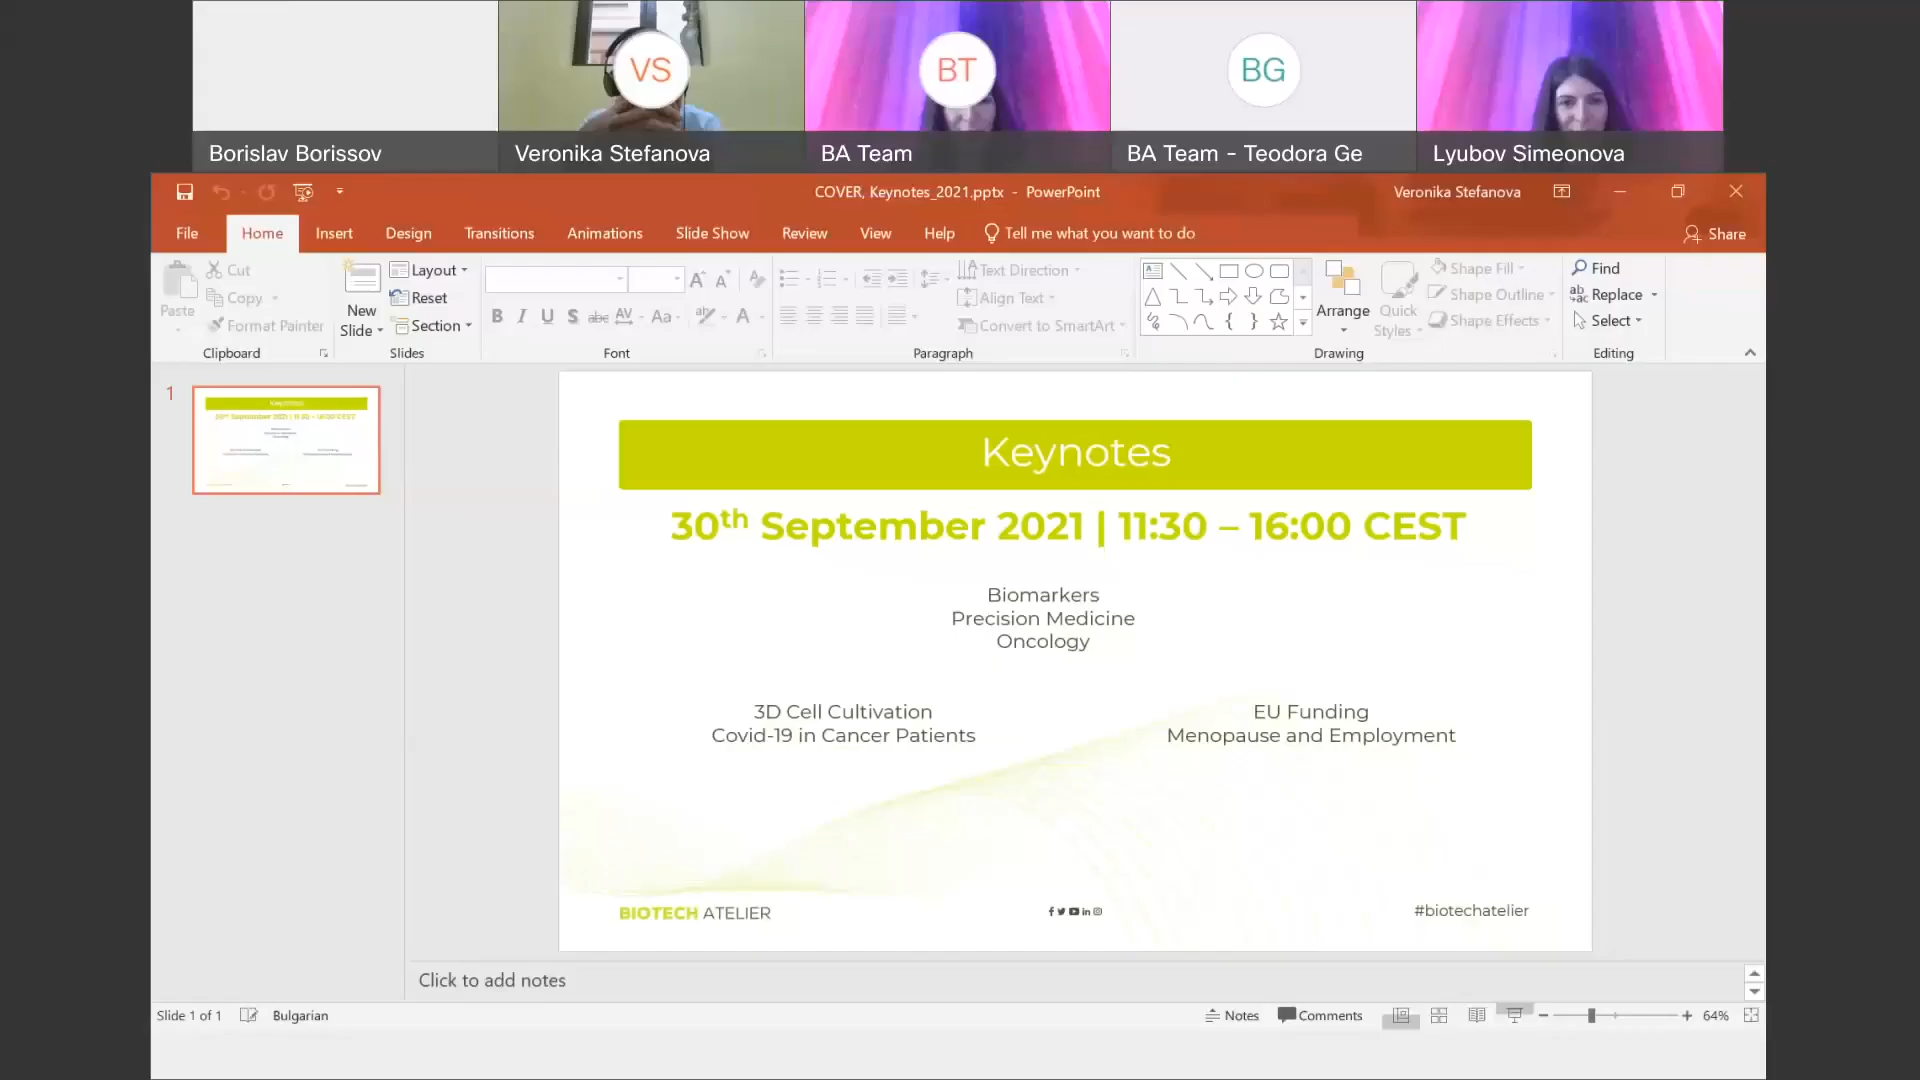 VS
BT
BG
Borislav Borissov
Veronika Stefanova
BA Team
BA Team - Teodora Ge
Lyubov Simeonova
COVER, Keynotes_2021.pptx - PowerPoint
Veronika Stefanova
File
Home
Insert
Design
Transitions
Animations
Slide Show
Review
View
Help
Tell me what you want to do
Share
Paste
Cut
Copy
Format Painter
Clipboard
New
Slide
Layout
Reset
Section
Slides
B I U S abc AV Aa A
Font
Text Direction
Align Text
Convert to SmartArt
Paragraph
Arrange
Quick
Styles
Shape Fill
Shape Outline
Shape Effects
Drawing
Find
Replace
Select
Editing
1
Keynotes
30th September 2021 | 11:30 – 16:00 CEST
Biomarkers
Precision Medicine
Oncology
3D Cell Cultivation
Covid-19 in Cancer Patients
EU Funding
Menopause and Employment
BIOTECH ATELIER
#biotechatelier
Click to add notes
Slide 1 of 1
Bulgarian
Notes
Comments
64%